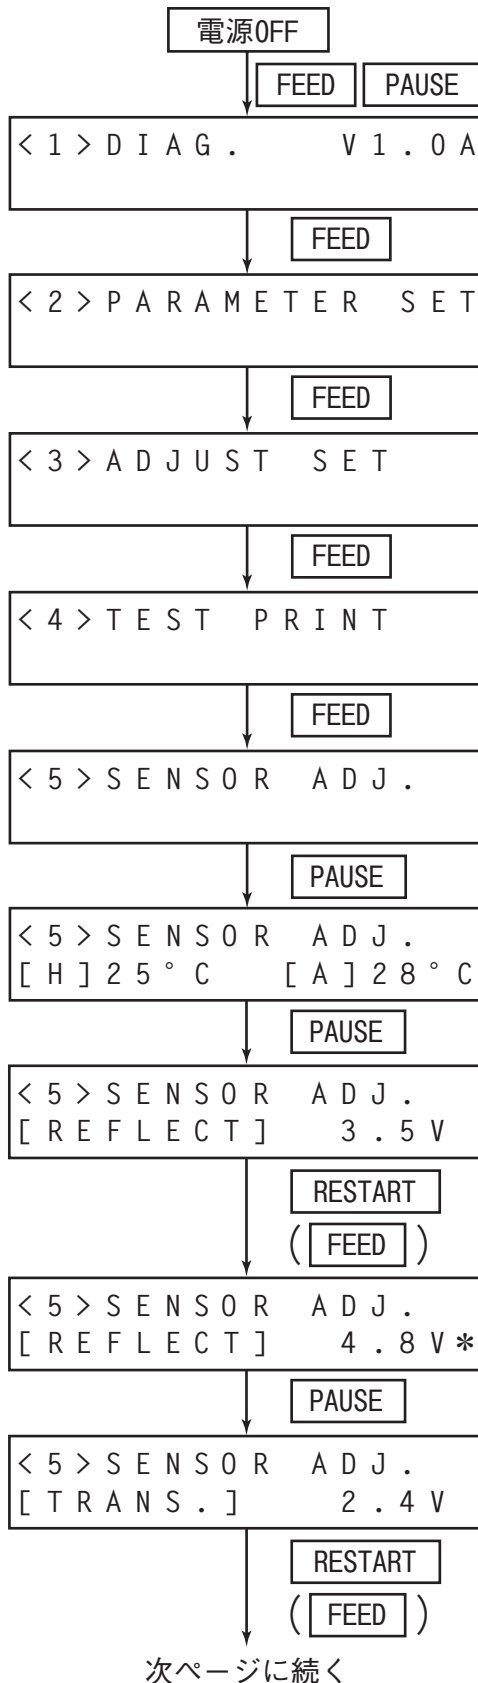 電源OFF
FEED PAUSE
<1>DIAG. V1.0A
FEED
<2>PARAMETER SET
FEED
<3>ADJUST SET
FEED
<4>TEST PRINT
FEED
<5>SENSOR ADJ.
PAUSE
<5>SENSOR ADJ.
[H]25°C [A]28°C
PAUSE
<5>SENSOR ADJ.
[REFLECT] 3.5V
RESTART
(FEED)
<5>SENSOR ADJ.
[REFLECT] 4.8V*
PAUSE
<5>SENSOR ADJ.
[TRANS.] 2.4V
RESTART
(FEED)
次ページに続く